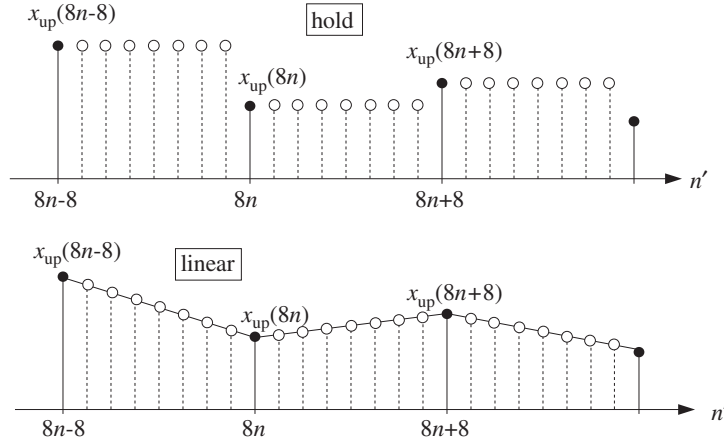 hold
x_up(8n-8)
x_up(8n)
x_up(8n+8)
8n-8 8n 8n+8 n′
linear
x_up(8n-8)
x_up(8n)
x_up(8n+8)
8n-8 8n 8n+8 n